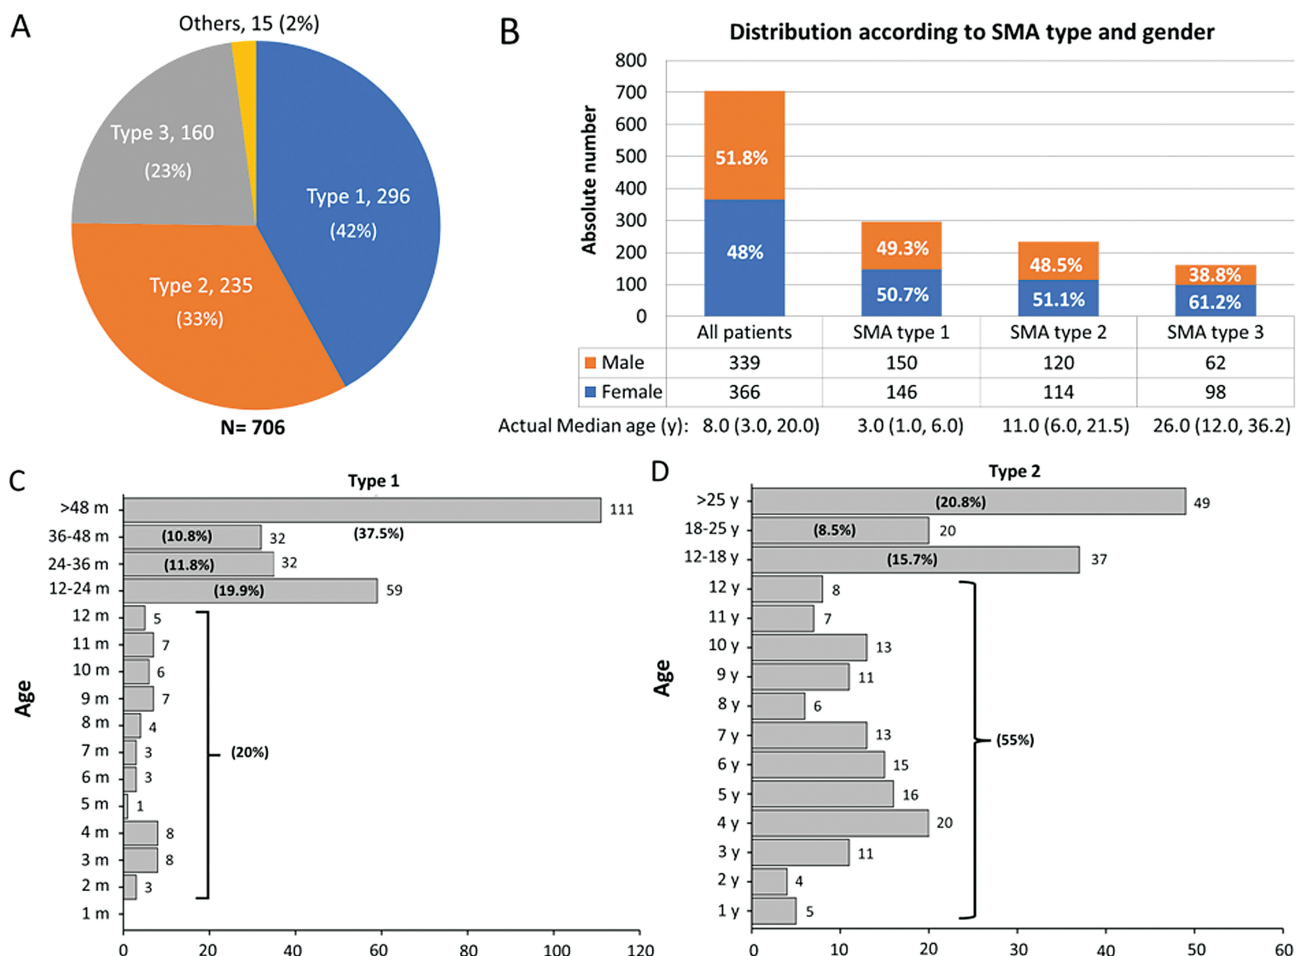 A
Others, 15 (2%)
Type 3, 160
(23%)
Type 1, 296
(42%)
Type 2, 235
(33%)
N= 706
B
Distribution according to SMA type and gender
Absolute number
800
700
600
500
400
300
200
100
0
51.8%
48%
49.3%
50.7%
48.5%
51.1%
38.8%
61.2%
All patients SMA type 1 SMA type 2 SMA type 3
Male 339 150 120 62
Female 366 146 114 98
Actual Median age (y): 8.0 (3.0, 20.0) 3.0 (1.0, 6.0) 11.0 (6.0, 21.5) 26.0 (12.0, 36.2)
C
Type 1
Age
>48 m 111
(37.5%)
36-48 m (10.8%) 32
24-36 m (11.8%) 32
12-24 m (19.9%) 59
12 m 5
11 m 7
10 m 6
9 m 7
8 m 4
7 m 3
(20%)
6 m 3
5 m 1
4 m 8
3 m 8
2 m 3
1 m
0 20 40 60 80 100 120
D
Type 2
Age
>25 y (20.8%) 49
18-25 y (8.5%) 20
12-18 y (15.7%) 37
12 y 8
11 y 7
10 y 13
9 y 11
8 y 6
7 y 13
(55%)
6 y 15
5 y 16
4 y 20
3 y 11
2 y 4
1 y 5
0 10 20 30 40 50 60